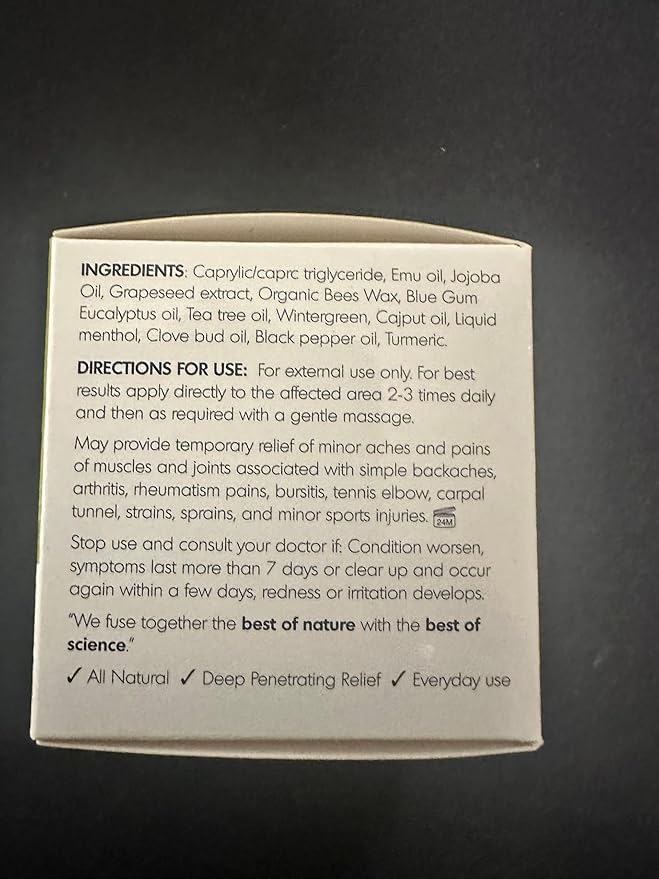 INGREDIENTS: Caprylic/caprc triglyceride, Emu oil, Jojoba
Oil, Grapeseed extract, Organic Bees Wax, Blue Gum
Eucalyptus oil, Tea tree oil, Wintergreen, Cajput oil, Liquid
menthol, Clove bud oil, Black pepper oil, Turmeric.
DIRECTIONS FOR USE: For external use only. For best
results apply directly to the affected area 2-3 times daily
and then as required with a gentle massage.
May provide temporary relief of minor aches and pains
of muscles and joints associated with simple backaches,
arthritis, rheumatism pains, bursitis, tennis elbow, carpal
tunnel, strains, sprains, and minor sports injuries. 24M
Stop use and consult your doctor if: Condition worsen,
symptoms last more than 7 days or clear up and occur
again within a few days, redness or irritation develops.
"We fuse together the best of nature with the best of
science."
✓ All Natural ✓ Deep Penetrating Relief ✓ Everyday use